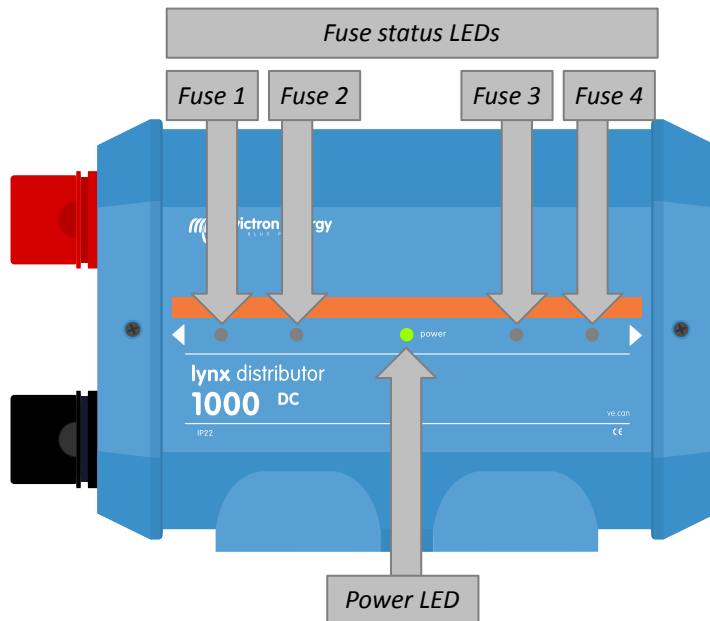 Fuse status LEDs
Fuse 1
Fuse 2
Fuse 3
Fuse 4
power
lynx distributor
1000 DC
ve.can
IP22
CE
Power LED